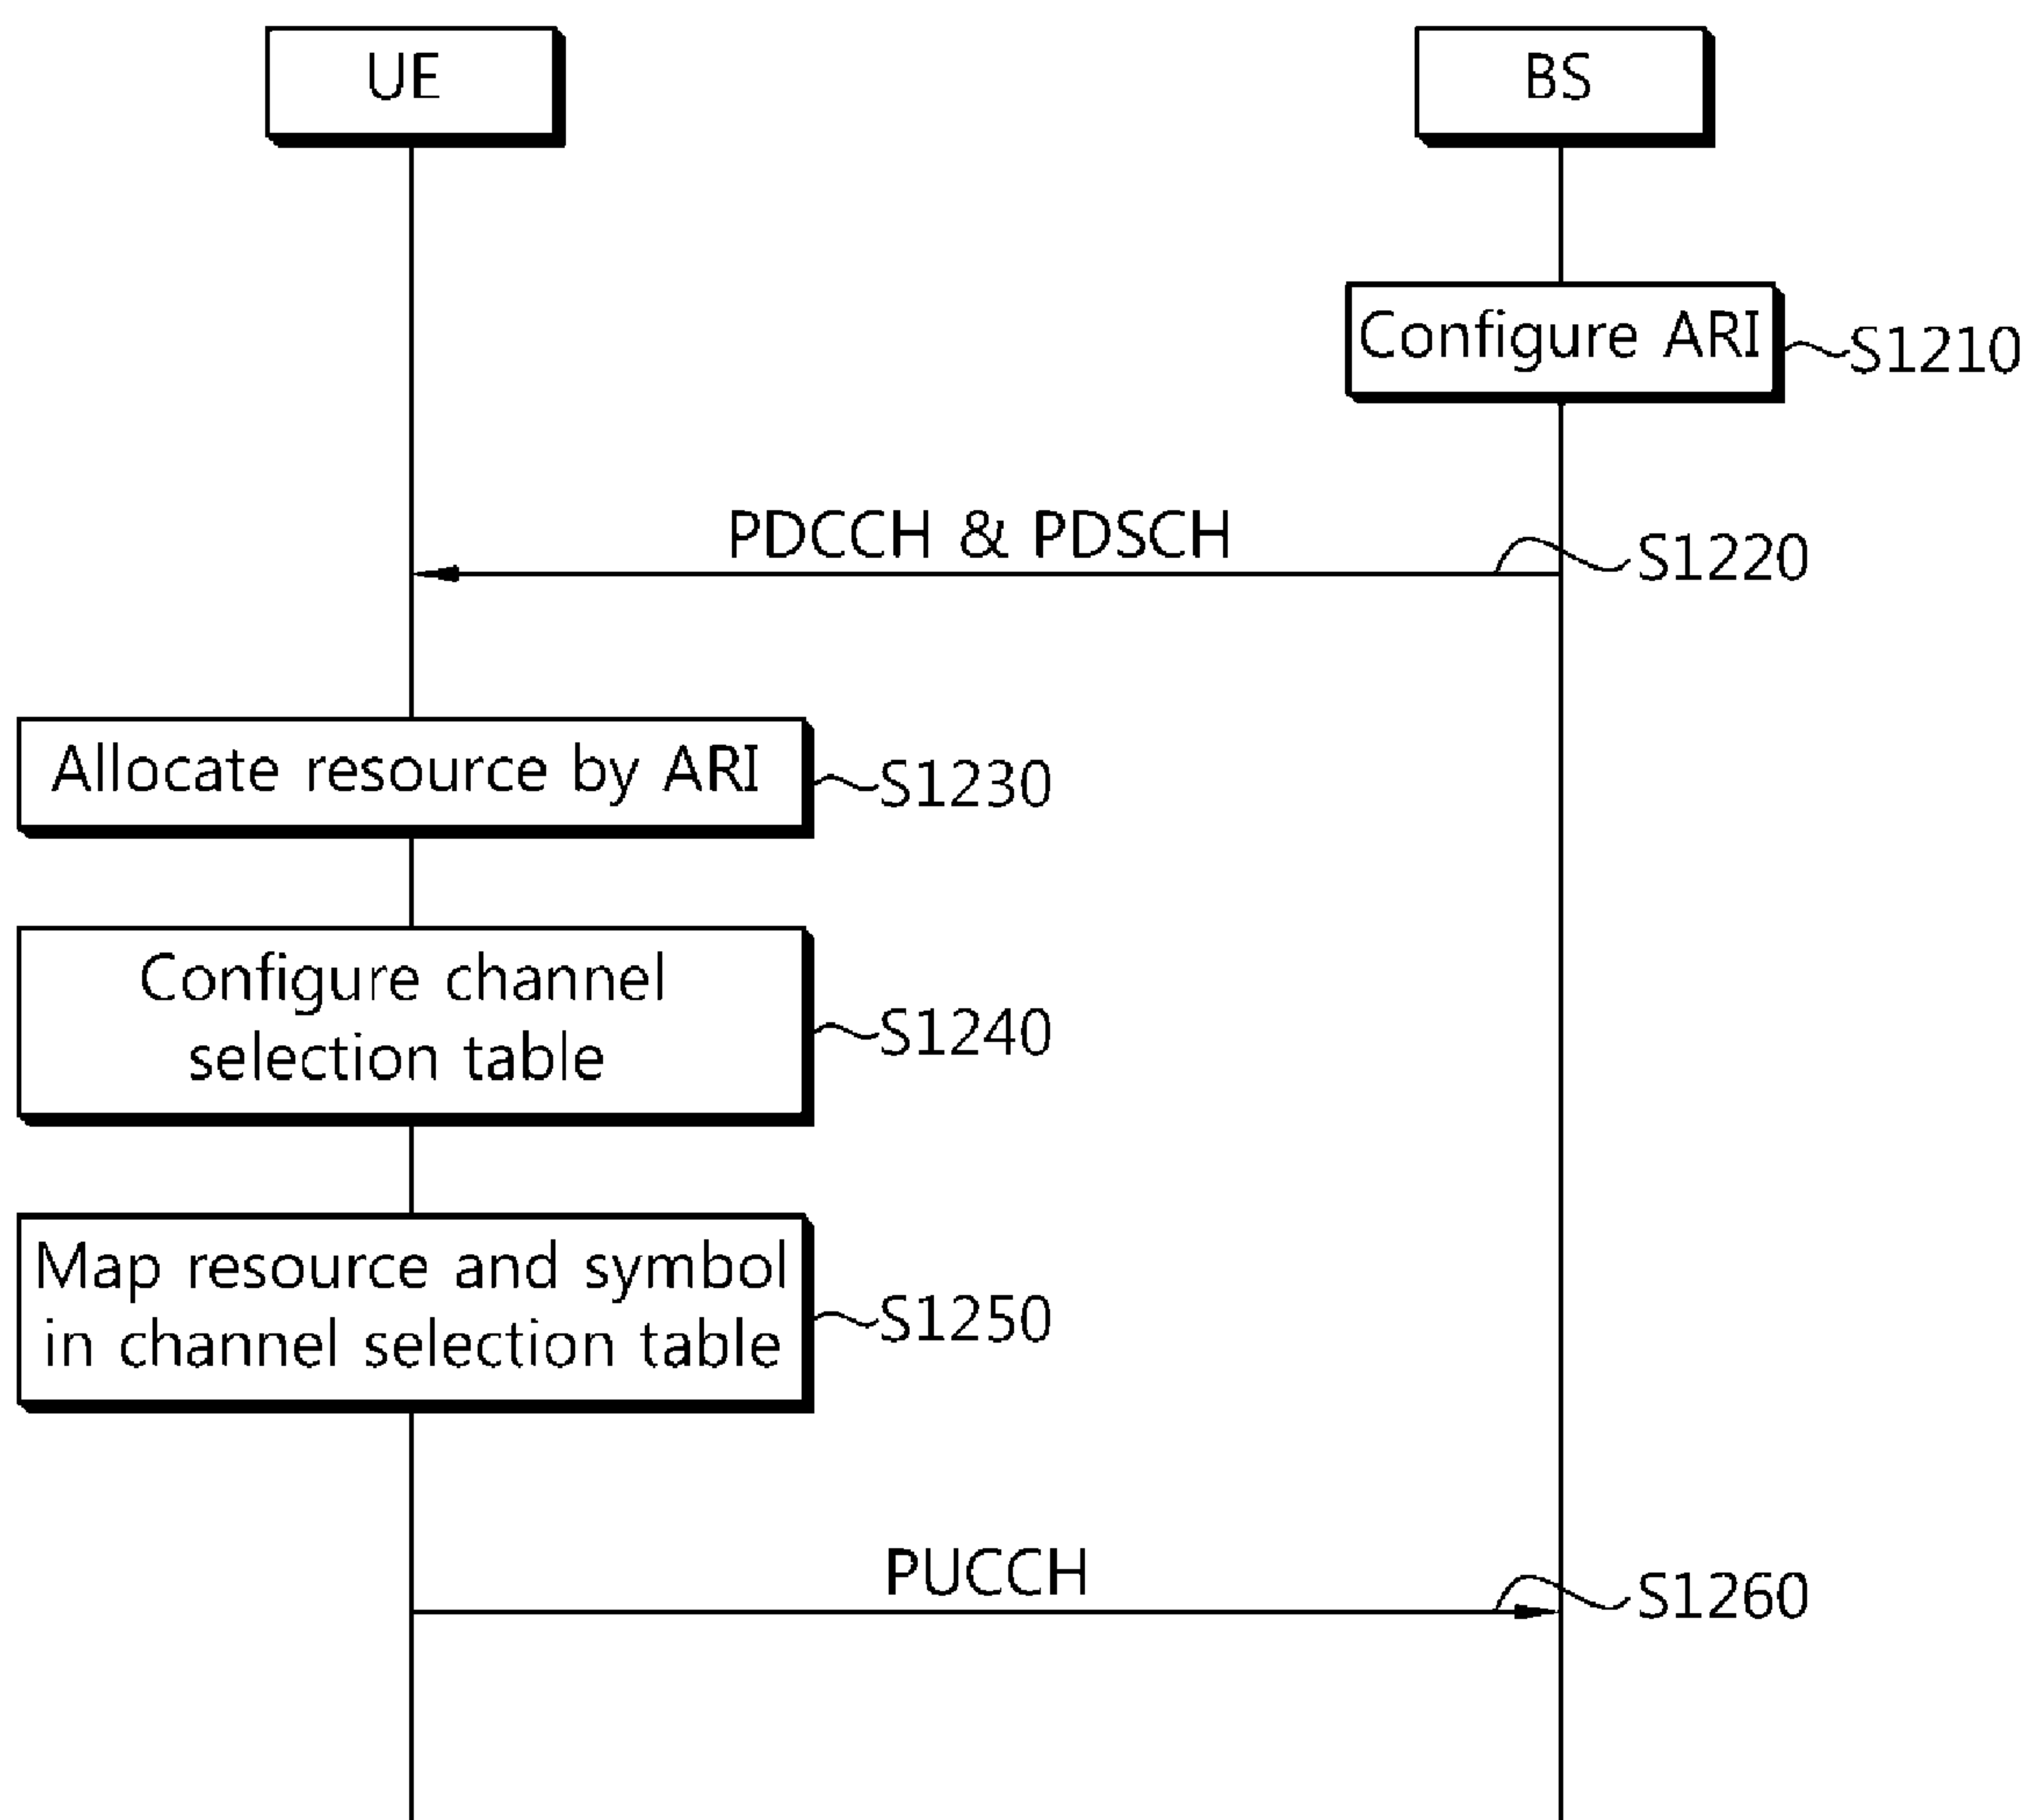 UE
BS
Configure ARI
S1210
PDCCH & PDSCH
S1220
Allocate resource by ARI
S1230
Configure channel
selection table
S1240
Map resource and symbol
in channel selection table
S1250
PUCCH
S1260